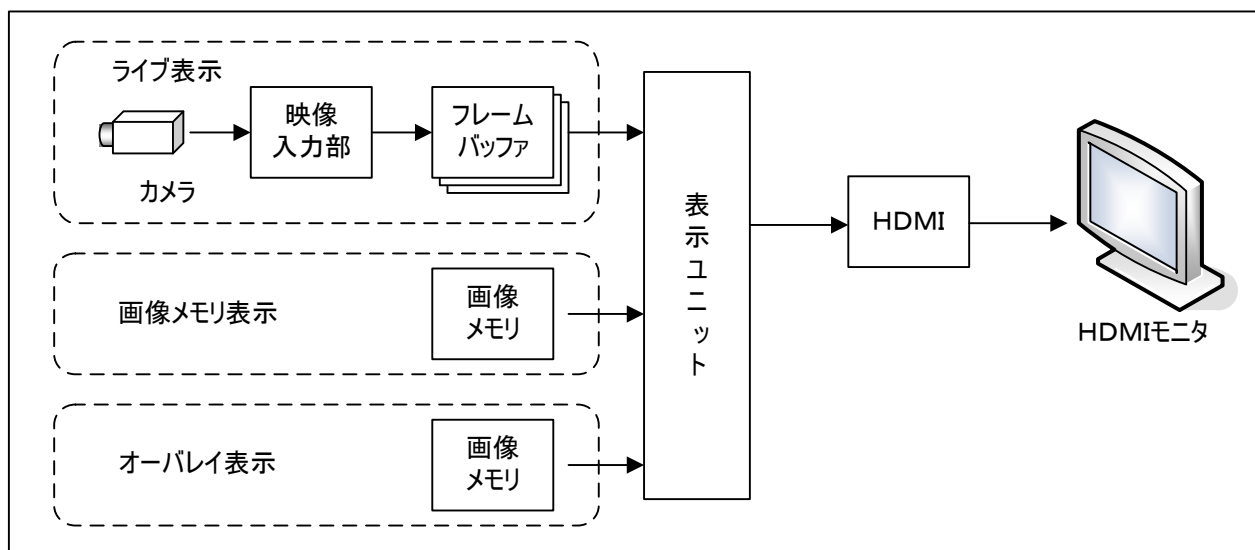 ライブ表示
カメラ
映像
入力部
フレーム
バッファ
画像メモリ表示
画像
メモリ
オーバレイ表示
画像
メモリ
表示ユニット
HDMI
HDMIモニタ